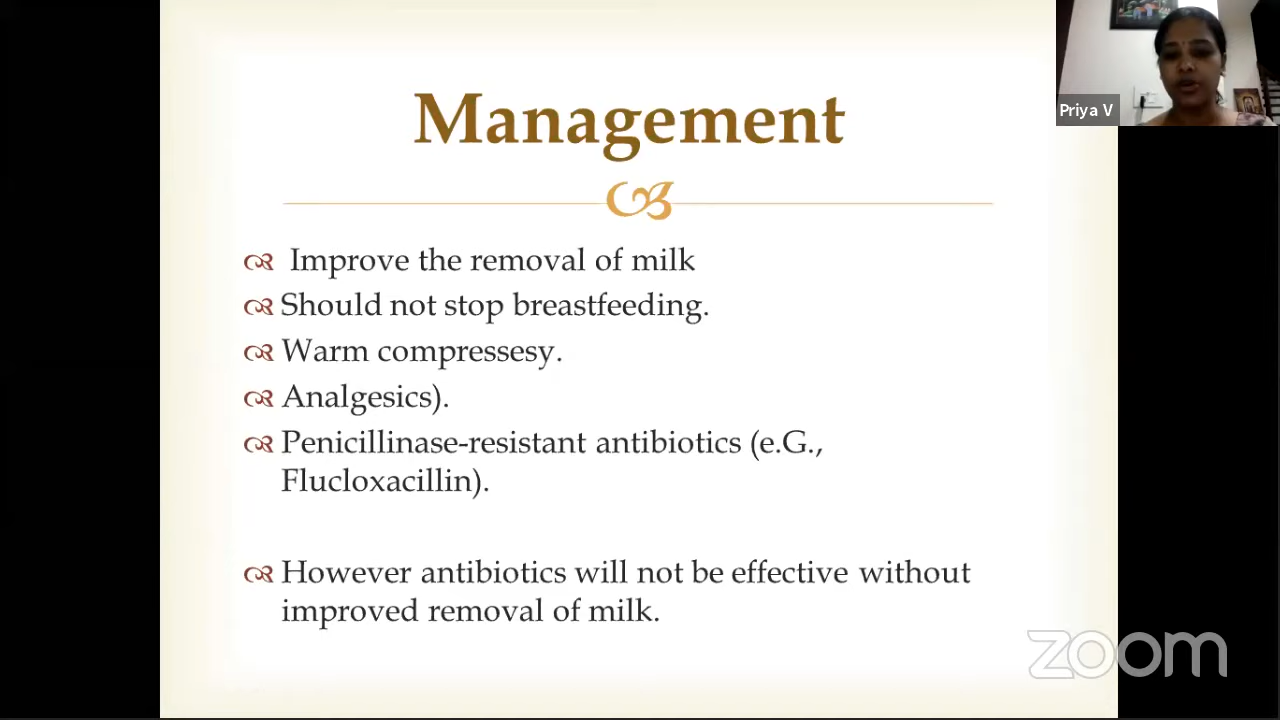 Management
Improve the removal of milk
Should not stop breastfeeding.
Warm compressesy.
Analgesics).
Penicillinase-resistant antibiotics (e.G.,
Flucloxacillin).
However antibiotics will not be effective without
improved removal of milk.
Priya V
zoom